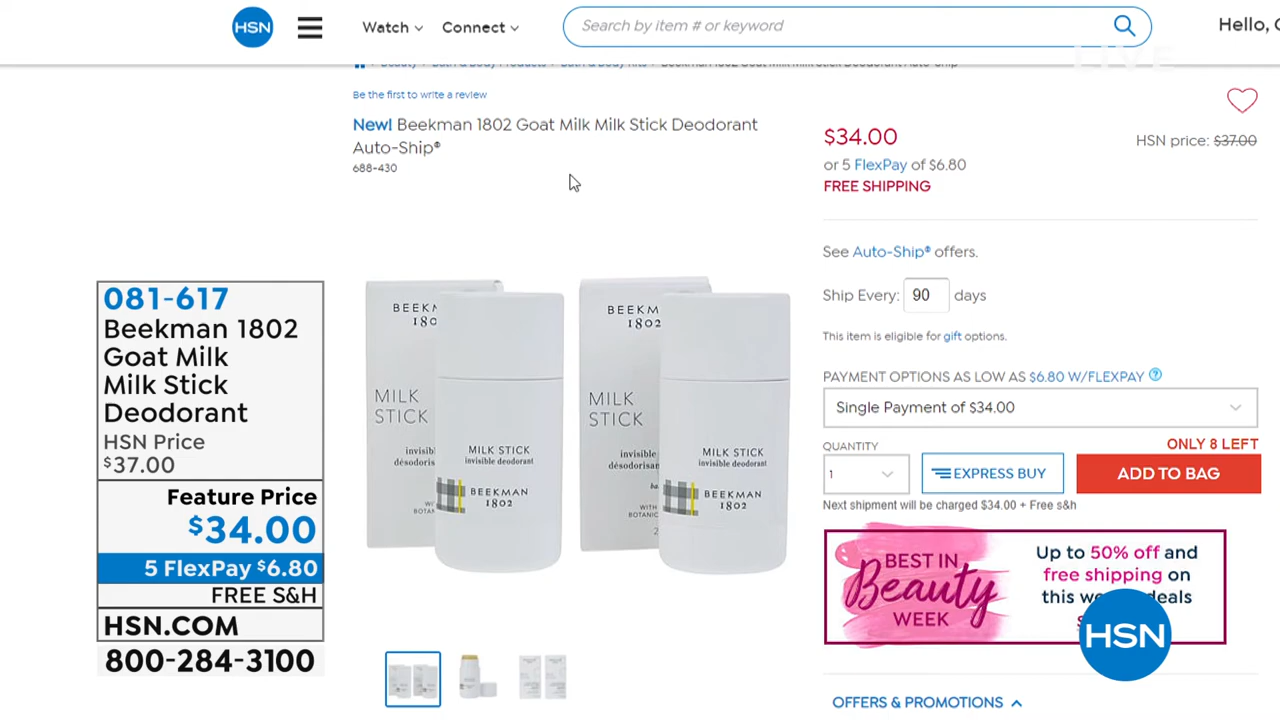 HSN
Watch
Connect
Search by item # or keyword
Hello,
LIVE
Be the first to write a review
New! Beekman 1802 Goat Milk Milk Stick Deodorant
Auto-Ship®
688-430
$34.00
HSN price: $37.00
or 5 FlexPay of $6.80
FREE SHIPPING
See Auto-Ship® offers.
Ship Every: 90 days
This item is eligible for gift options.
PAYMENT OPTIONS AS LOW AS $6.80 W/FLEXPAY ?
Single Payment of $34.00
QUANTITY
ONLY 8 LEFT
1
EXPRESS BUY
ADD TO BAG
Next shipment will be charged $34.00 + Free s&h
BEST IN
Beauty
WEEK
Up to 50% off and
free shipping on
this
HSN
OFFERS & PROMOTIONS
081-617
Beekman 1802
Goat Milk
Milk Stick
Deodorant
HSN Price
$37.00
Feature Price
$34.00
5 FlexPay $6.80
FREE S&H
HSN.COM
800-284-3100
MILK
STICK
MILK STICK
invisible deodorant
BEEKMAN
1802
MILK
STICK
MILK STICK
invisible deodorant
BEEKMAN
1802